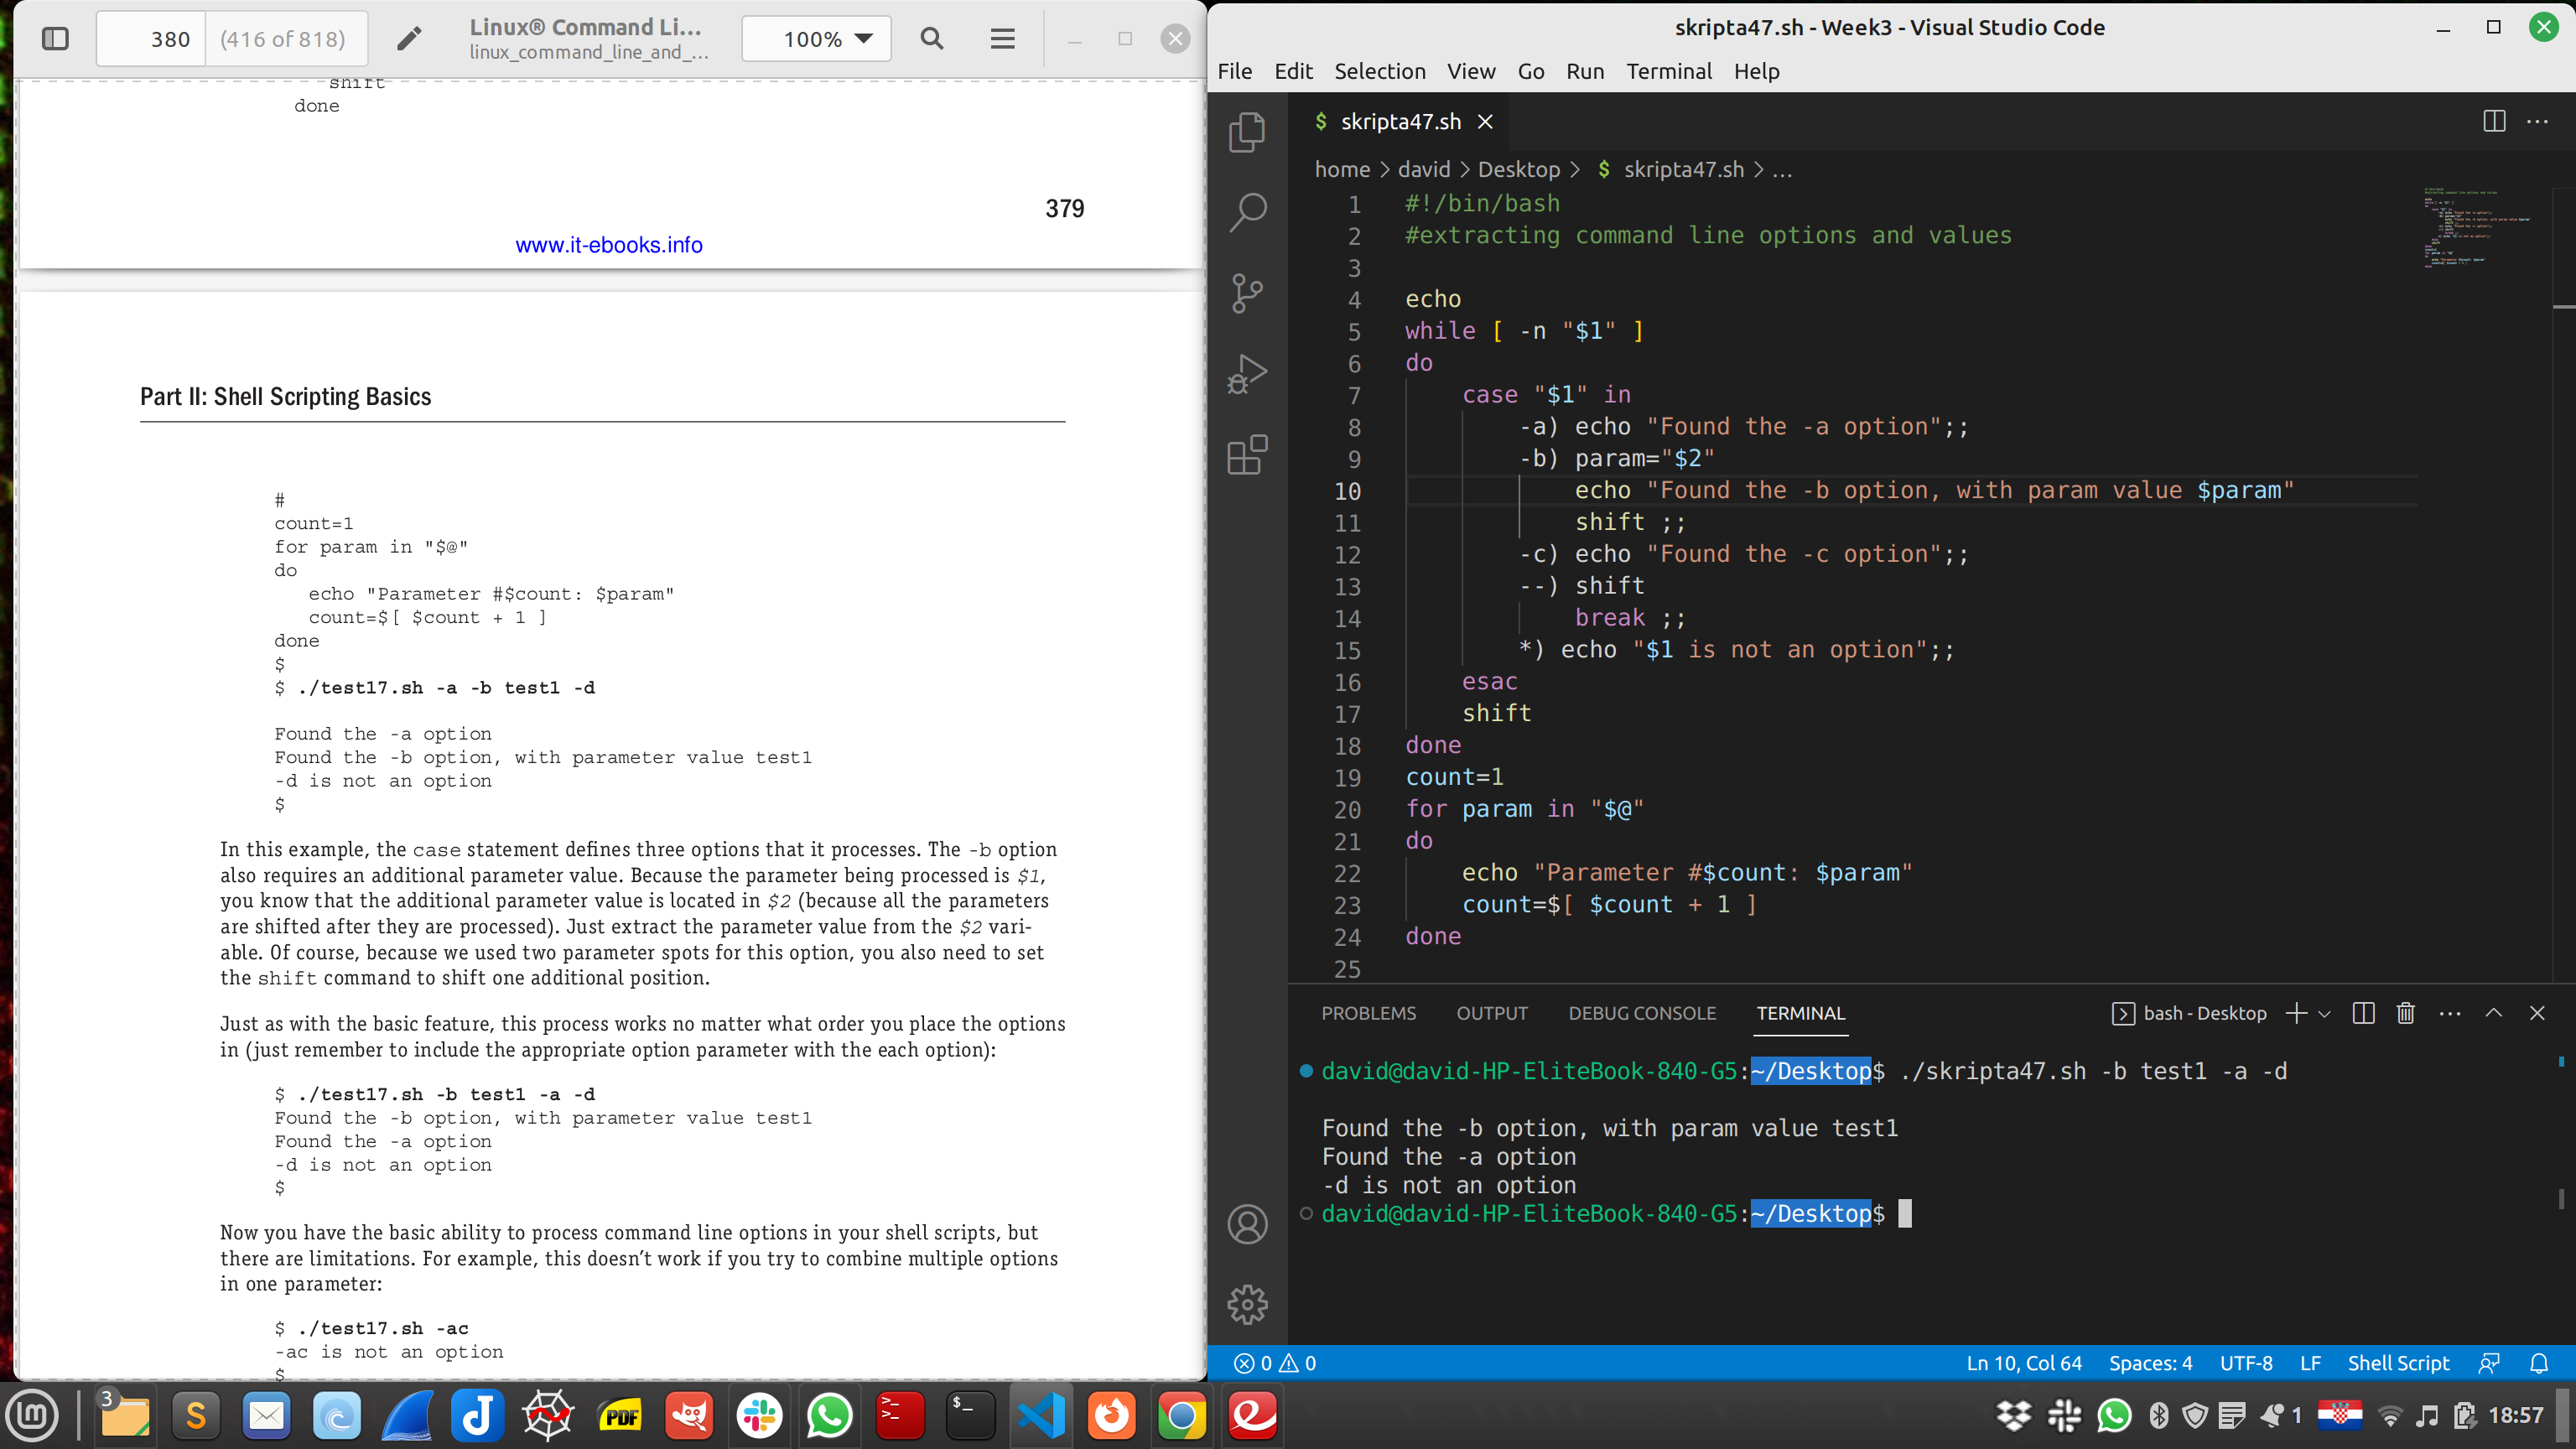 380 (416 of 818)
Linux® Command Li...
linux_command_line_and_...
100%
shift
done
379
www.it-ebooks.info
Part II: Shell Scripting Basics
#
count=1
for param in "$@"
do
echo "Parameter #$count: $param"
count=$[ $count + 1 ]
done
$
$ ./test17.sh -a -b test1 -d
Found the -a option
Found the -b option, with parameter value test1
-d is not an option
$
In this example, the case statement defines three options that it processes. The -b option
also requires an additional parameter value. Because the parameter being processed is $1,
you know that the additional parameter value is located in $2 (because all the parameters
are shifted after they are processed). Just extract the parameter value from the $2 vari-
able. Of course, because we used two parameter spots for this option, you also need to set
the shift command to shift one additional position.
Just as with the basic feature, this process works no matter what order you place the options
in (just remember to include the appropriate option parameter with the each option):
$ ./test17.sh -b test1 -a -d
Found the -b option, with parameter value test1
Found the -a option
-d is not an option
$
Now you have the basic ability to process command line options in your shell scripts, but
there are limitations. For example, this doesn't work if you try to combine multiple options
in one parameter:
$ ./test17.sh -ac
-ac is not an option
$
skripta47.sh - Week3 - Visual Studio Code
File Edit Selection View Go Run Terminal Help
$ skripta47.sh
home > david > Desktop > $ skripta47.sh > ...
1 #!/bin/bash
2 #extracting command line options and values
3
4 echo
5 while [ -n "$1" ]
6 do
7 case "$1" in
8 -a) echo "Found the -a option";;
9 -b) param="$2"
10 echo "Found the -b option, with param value $param"
11 shift ;;
12 -c) echo "Found the -c option";;
13 --) shift
14 break ;;
15 *) echo "$1 is not an option";;
16 esac
17 shift
18 done
19 count=1
20 for param in "$@"
21 do
22 echo "Parameter #$count: $param"
23 count=$[ $count + 1 ]
24 done
25
PROBLEMS OUTPUT DEBUG CONSOLE TERMINAL
bash - Desktop
david@david-HP-EliteBook-840-G5:~/Desktop$ ./skripta47.sh -b test1 -a -d
Found the -b option, with param value test1
Found the -a option
-d is not an option
david@david-HP-EliteBook-840-G5:~/Desktop$
0 0
Ln 10, Col 64 Spaces: 4 UTF-8 LF Shell Script
3
S
PDF
$_
1
18:57